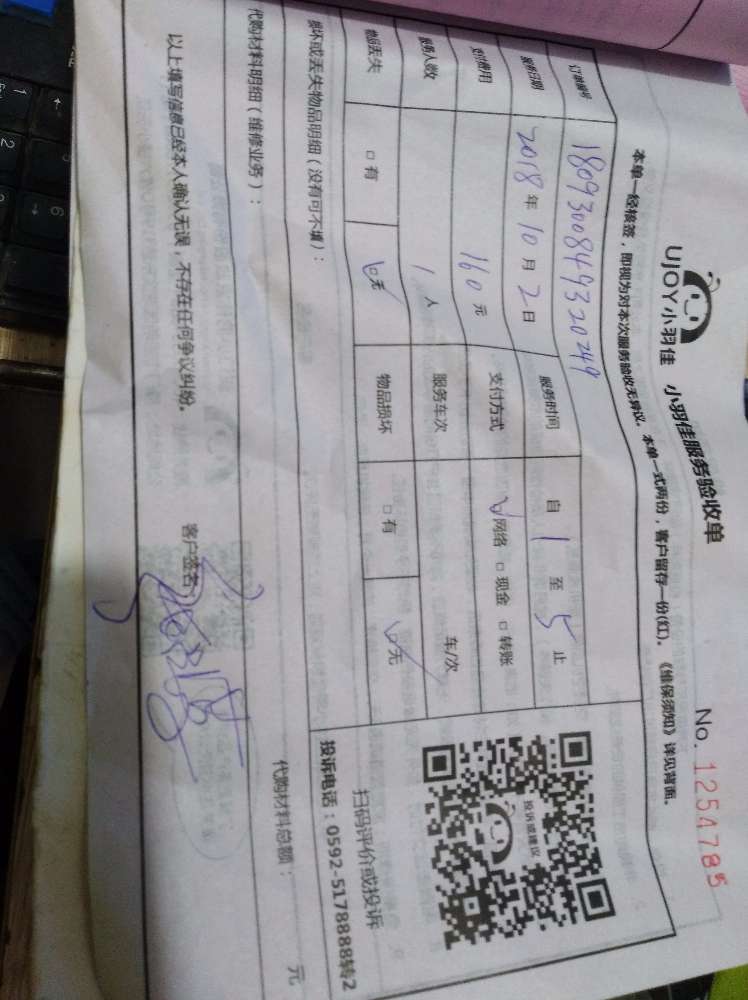 UJOY小羽佳 小羽佳服务验收单
No. 1254785
本单一经核签，即视为对本次服务验收无异议。本单一式两份，客户留存一份(红)。《维保须知》详见背面。
订单编号 1809300849320249
服务日期 2018 年 10 月 2 日 服务时间 自 1 至 5 止
支付费用 160 元 支付方式 ☑网络 □现金 □转账
服务人数 1 人 服务车次 车/次
物品丢失 □有 ☑无 物品损坏 □有 ☑无
投诉或建议
扫码评价或投诉
投诉电话：0592-5178888转2
损坏或丢失物品明细（没有可不填）：
代购材料明细（维修业务）：
代购材料总额： 元
以上填写信息已经本人确认无误，不存在任何争议纠纷。 客户签名